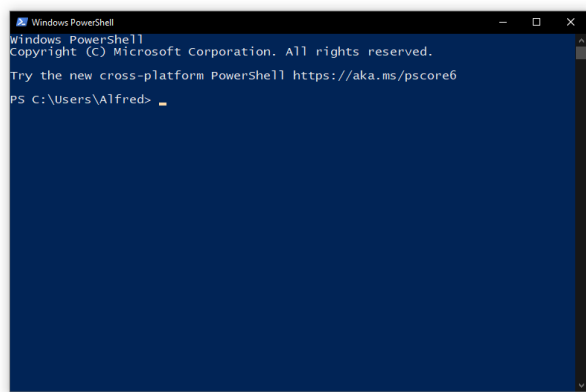 Windows PowerShell
Windows PowerShell
Copyright (C) Microsoft Corporation. All rights reserved.
Try the new cross-platform PowerShell https://aka.ms/pscore6
PS C:\Users\Alfred>